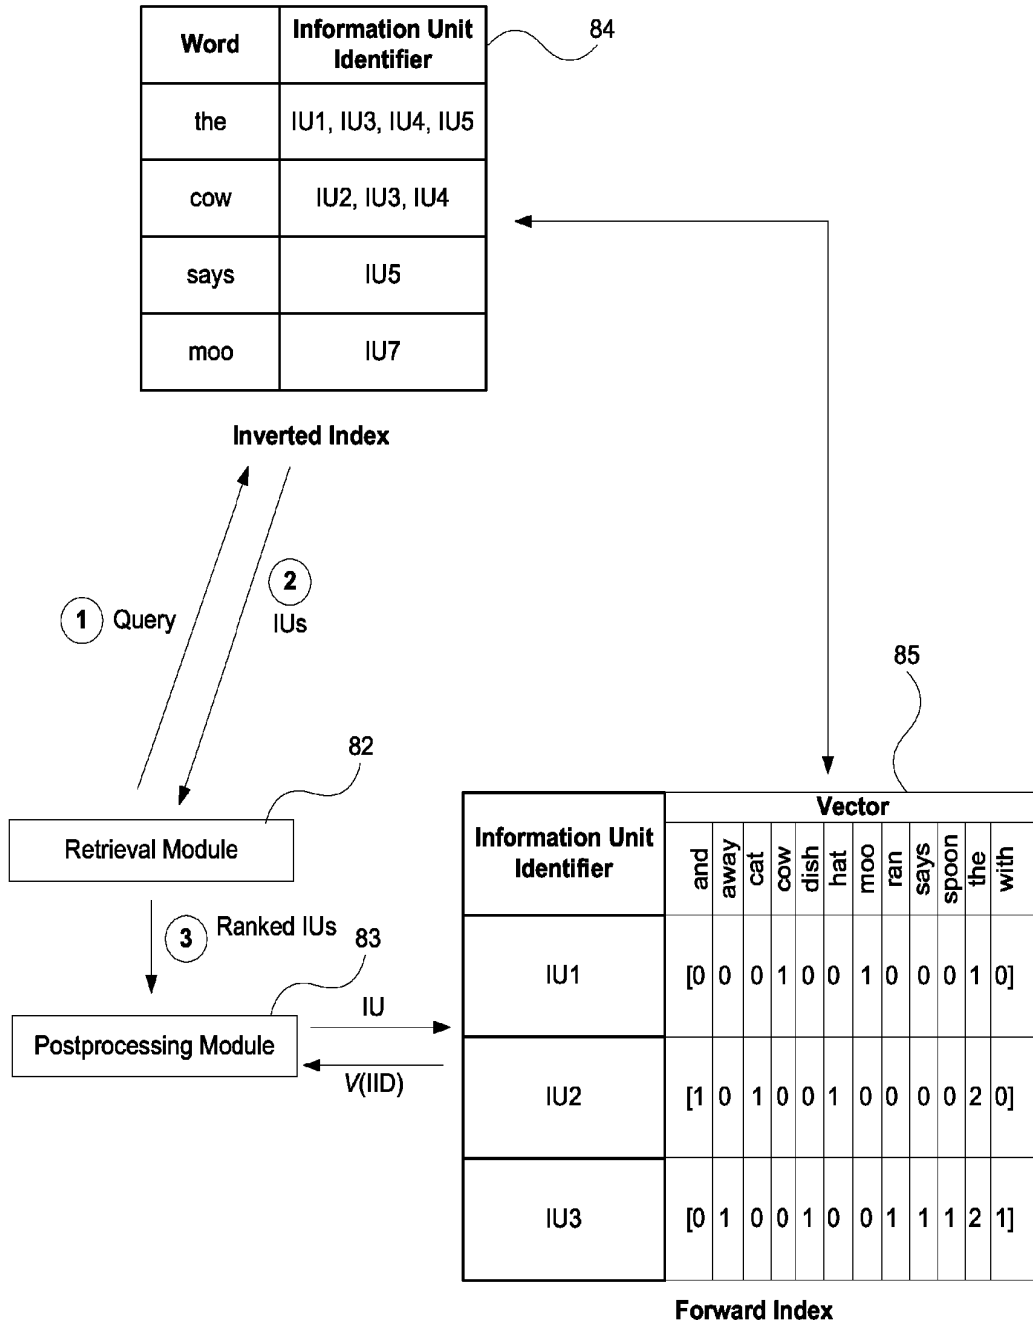 Word Information Unit Identifier
84
the IU1, IU3, IU4, IU5
cow IU2, IU3, IU4
says IU5
moo IU7
Inverted Index
1 Query
2
IUs
85
82
Retrieval Module
3 Ranked IUs
83
Postprocessing Module
IU
V(IID)
Information Unit Identifier
Vector
and away cat cow dish hat moo ran says spoon the with
IU1 [0 0 0 1 0 0 1 0 0 0 1 0]
IU2 [1 0 1 0 0 1 0 0 0 0 2 0]
IU3 [0 1 0 0 1 0 0 1 1 1 2 1]
Forward Index